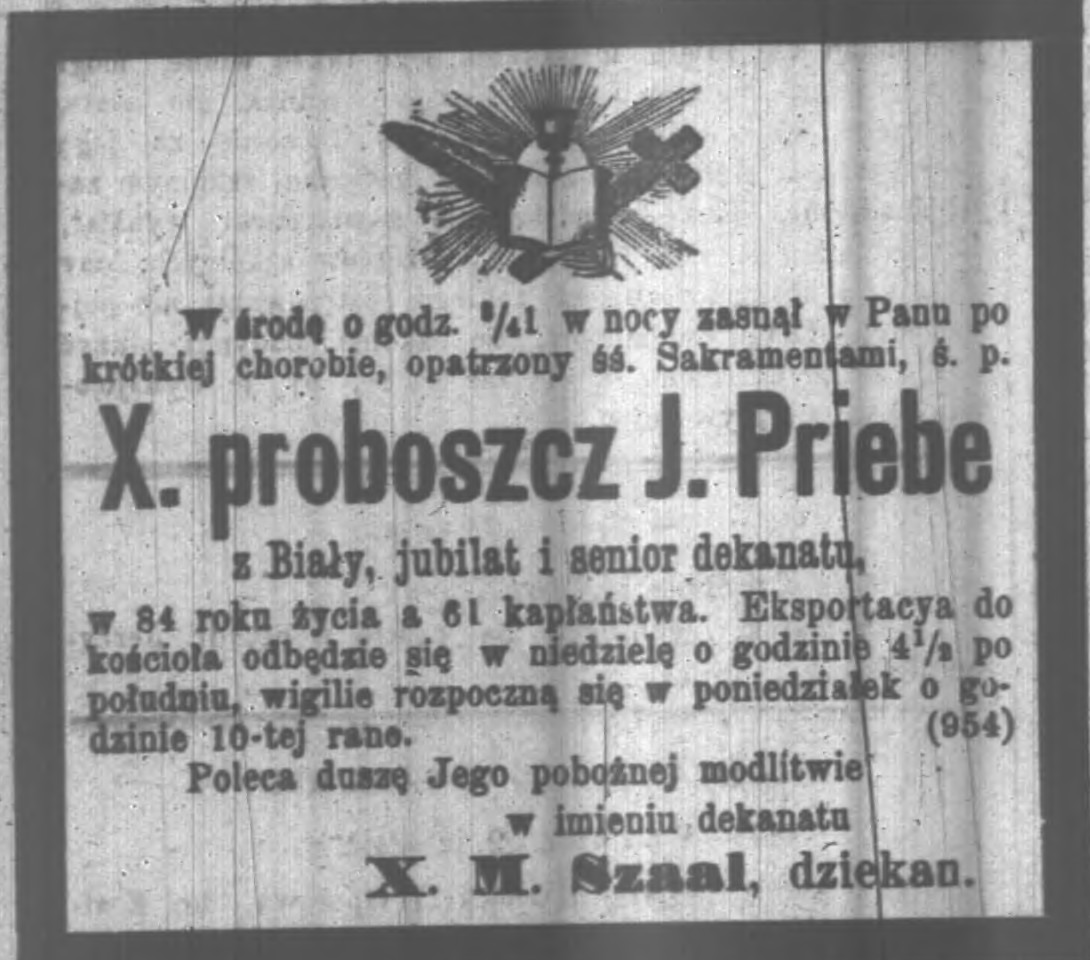 W środę o godz. ³/₄1 w nocy zasnął w Panu po
krótkiej chorobie, opatrzony śś. Sakramentami, ś. p.
X. proboszcz J. Priebe
z Biały, jubilat i senior dekanatu,
w 84 roku życia a 61 kapłaństwa. Eksportacya do
kościoła odbędzie się w niedzielę o godzinie 4¹/₂ po
południu, wigilie rozpoczną się w poniedziałek o go-
dzinie 10-tej rano. (954)
Poleca duszę Jego pobożnej modlitwie
w imieniu dekanatu
X. M. Szaal, dziekan.